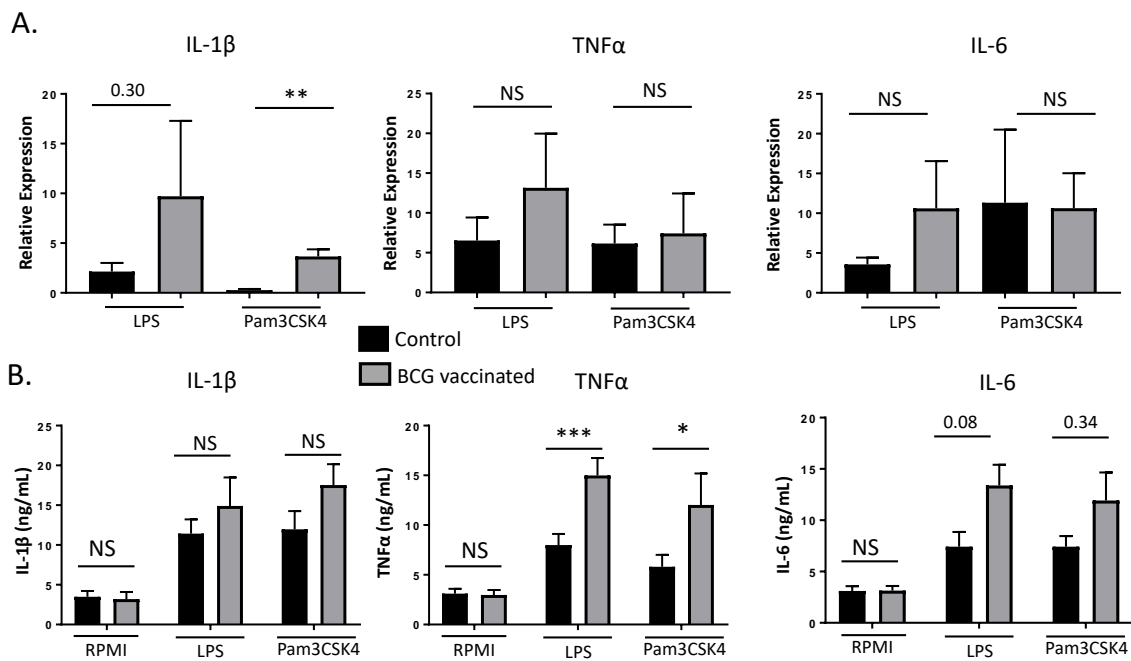 A.
IL-1β
TNFα
IL-6
Relative Expression
20
15
10
5
0
0.30
**
LPS
Pam3CSK4
Relative Expression
25
20
15
10
5
0
NS
NS
LPS
Pam3CSK4
Relative Expression
25
20
15
10
5
0
NS
NS
LPS
Pam3CSK4
Control
BCG vaccinated
B.
IL-1β
TNFα
IL-6
IL-1β (ng/mL)
25
20
15
10
5
0
NS
NS
NS
RPMI
LPS
Pam3CSK4
TNFα (ng/mL)
20
15
10
5
0
NS
***
*
RPMI
LPS
Pam3CSK4
IL-6 (ng/mL)
20
15
10
5
0
NS
0.08
0.34
RPMI
LPS
Pam3CSK4